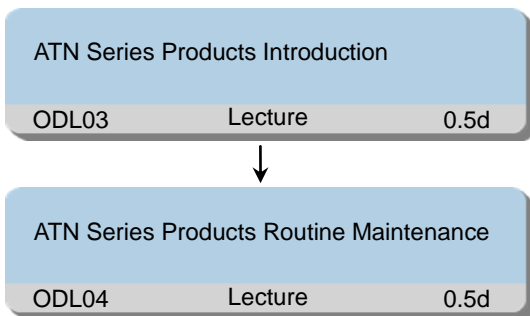 ATN Series Products Introduction
ODL03 Lecture 0.5d
ATN Series Products Routine Maintenance
ODL04 Lecture 0.5d